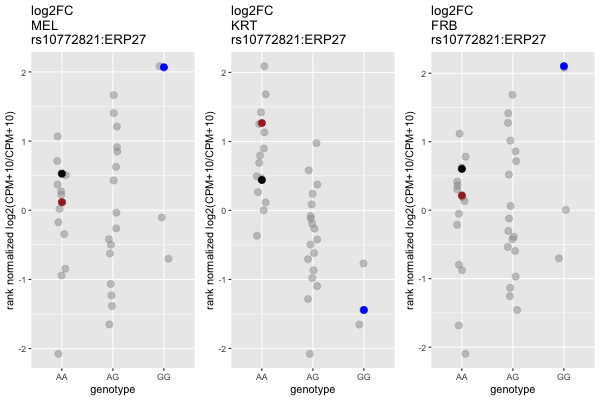 log2FC
MEL
rs10772821:ERP27
rank normalized log2(CPM+10/CPM+10)
2
1
0
-1
-2
AA
AG
GG
genotype
log2FC
KRT
rs10772821:ERP27
rank normalized log2(CPM+10/CPM+10)
2
1
0
-1
-2
AA
AG
GG
genotype
log2FC
FRB
rs10772821:ERP27
rank normalized log2(CPM+10/CPM+10)
2
1
0
-1
-2
AA
AG
GG
genotype